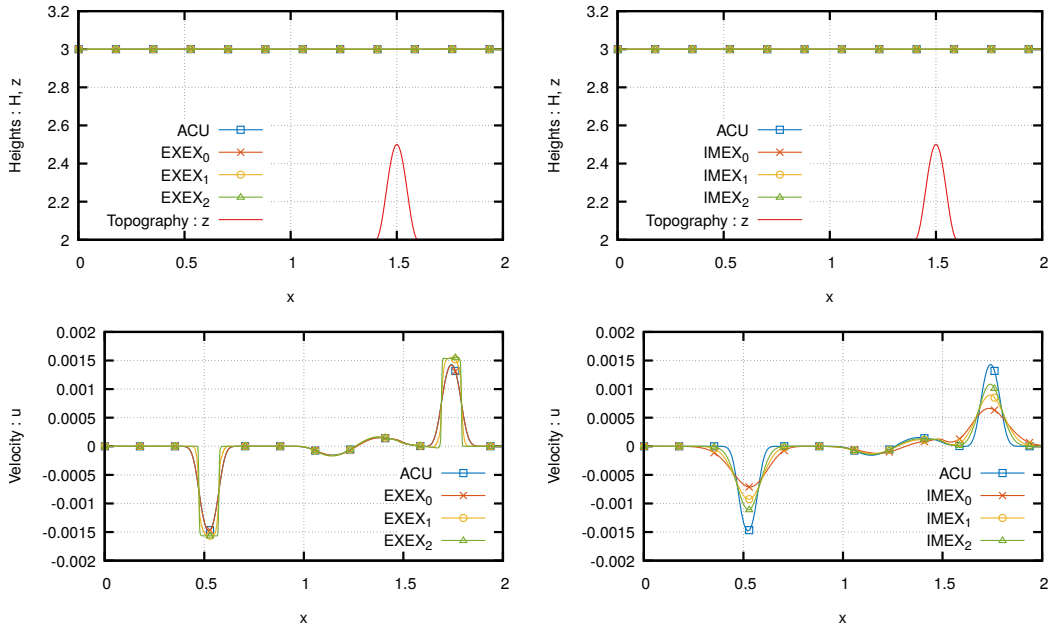 3.2
3
2.8
2.6
2.4
2.2
2
Heights : H, z
ACU
EXEX₀
EXEX₁
EXEX₂
Topography : z
0 0.5 1 1.5 2
x
3.2
3
2.8
2.6
2.4
2.2
2
Heights : H, z
ACU
IMEX₀
IMEX₁
IMEX₂
Topography : z
0 0.5 1 1.5 2
x
0.002
0.0015
0.001
0.0005
0
-0.0005
-0.001
-0.0015
-0.002
Velocity : u
ACU
EXEX₀
EXEX₁
EXEX₂
0 0.5 1 1.5 2
x
0.002
0.0015
0.001
0.0005
0
-0.0005
-0.001
-0.0015
-0.002
Velocity : u
ACU
IMEX₀
IMEX₁
IMEX₂
0 0.5 1 1.5 2
x